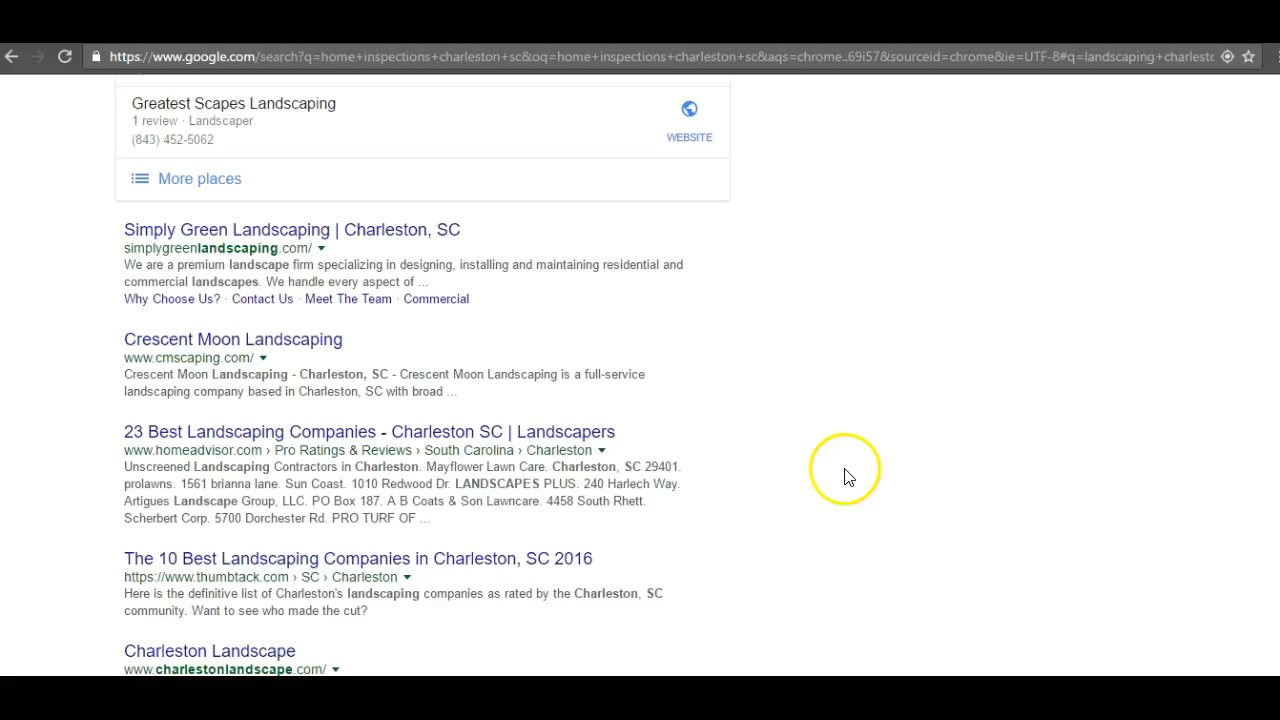 https://www.google.com/search?q=home+inspections+charleston+sc&oq=home+inspections+charleston+sc&aqs=chrome..69i57&sourceid=chrome&ie=UTF-8#q=landscaping+charlestc
Greatest Scapes Landscaping
1 review · Landscaper
(843) 452-5062
WEBSITE
More places
Simply Green Landscaping | Charleston, SC
simplygreenlandscaping.com/
We are a premium landscape firm specializing in designing, installing and maintaining residential and
commercial landscapes. We handle every aspect of ...
Why Choose Us? · Contact Us · Meet The Team · Commercial
Crescent Moon Landscaping
www.cmscaping.com/
Crescent Moon Landscaping - Charleston, SC - Crescent Moon Landscaping is a full-service
landscaping company based in Charleston, SC with broad ...
23 Best Landscaping Companies - Charleston SC | Landscapers
www.homeadvisor.com › Pro Ratings & Reviews › South Carolina › Charleston
Unscreened Landscaping Contractors in Charleston. Mayflower Lawn Care. Charleston, SC 29401.
prolawns. 1561 brianna lane. Sun Coast. 1010 Redwood Dr. LANDSCAPES PLUS. 240 Harlech Way.
Artigues Landscape Group, LLC. PO Box 187. A B Coats & Son Lawncare. 4458 South Rhett.
Scherbert Corp. 5700 Dorchester Rd. PRO TURF OF ...
The 10 Best Landscaping Companies in Charleston, SC 2016
https://www.thumbtack.com › SC › Charleston
Here is the definitive list of Charleston's landscaping companies as rated by the Charleston, SC
community. Want to see who made the cut?
Charleston Landscape
www.charlestonlandscape.com/